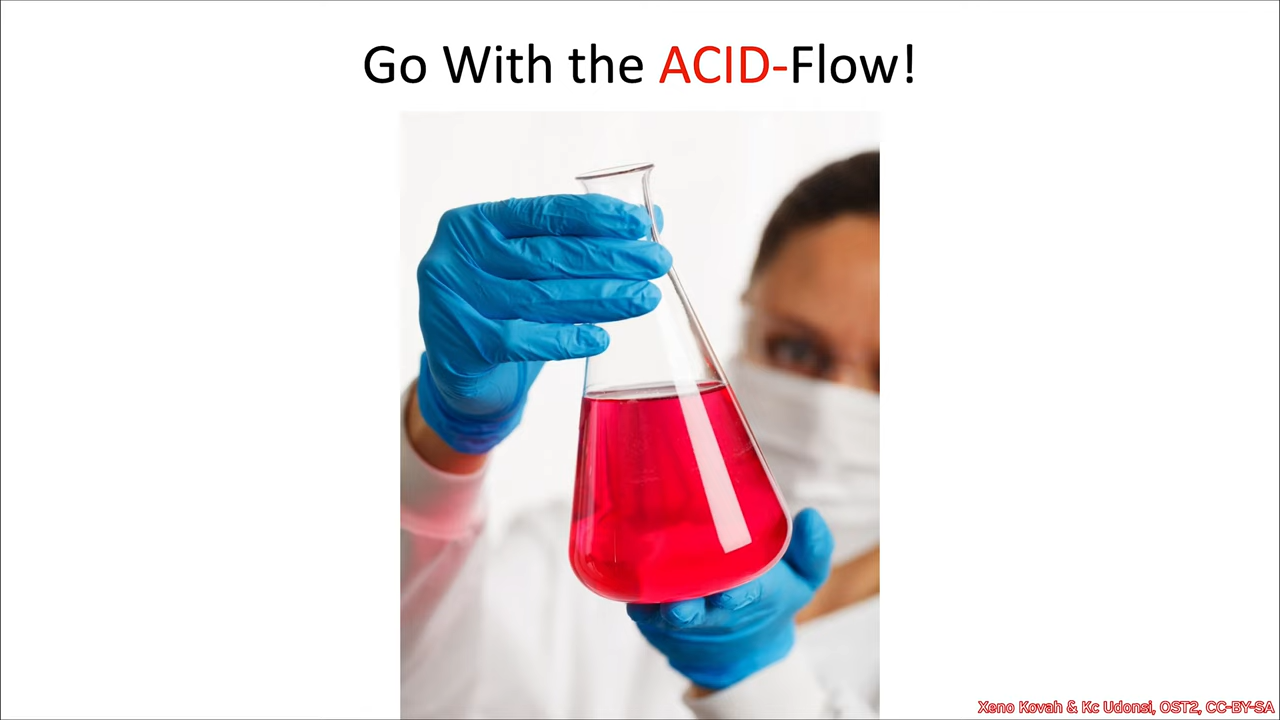 Go With the ACID-Flow!
Xeno Kovah & Kc Udonsi, OST2, CC-BY-SA